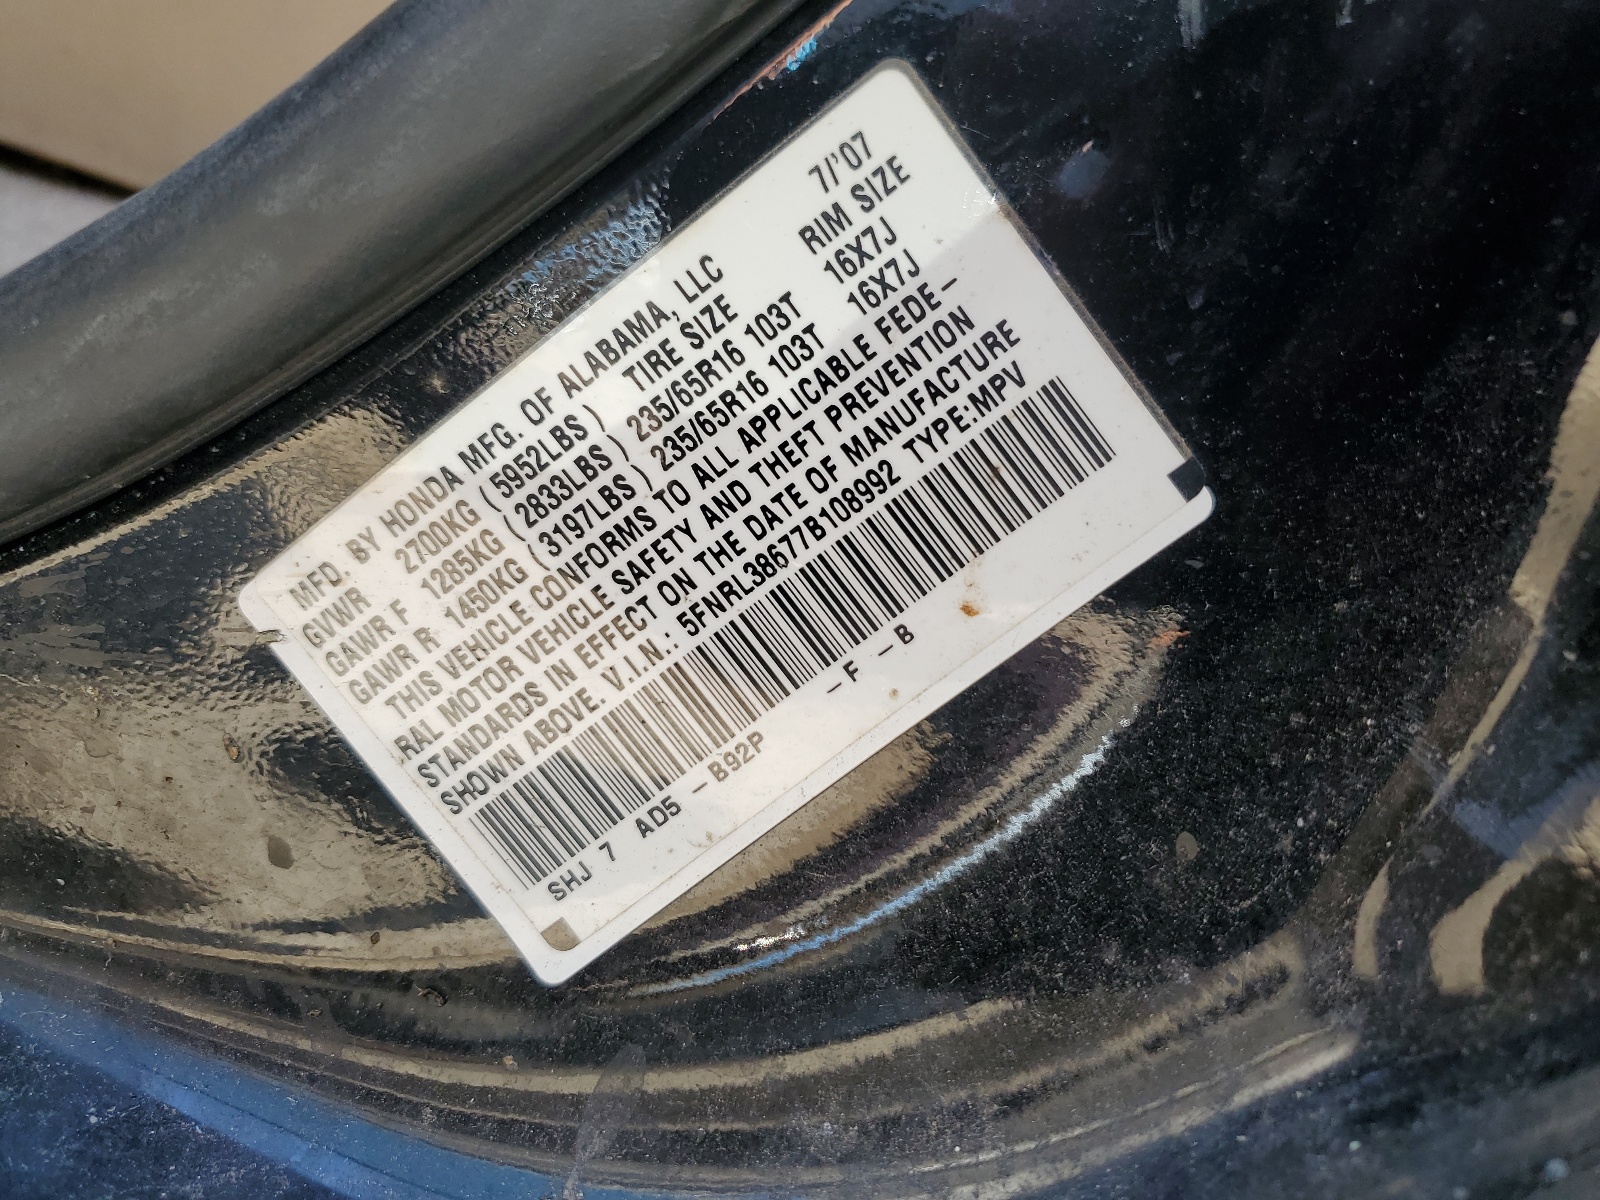 MFD. BY HONDA MFG. OF ALABAMA, LLC 7/'07
GVWR 2700KG (5952LBS) TIRE SIZE RIM SIZE
GAWR F 1285KG (2833LBS) 235/65R16 103T 16X7J
GAWR R 1450KG (3197LBS) 235/65R16 103T 16X7J
THIS VEHICLE CONFORMS TO ALL APPLICABLE FEDE-
RAL MOTOR VEHICLE SAFETY AND THEFT PREVENTION
STANDARDS IN EFFECT ON THE DATE OF MANUFACTURE
SHOWN ABOVE. V.I.N.: 5FNRL38677B108992 TYPE:MPV
SHJ 7 AD5 -B92P -F -B